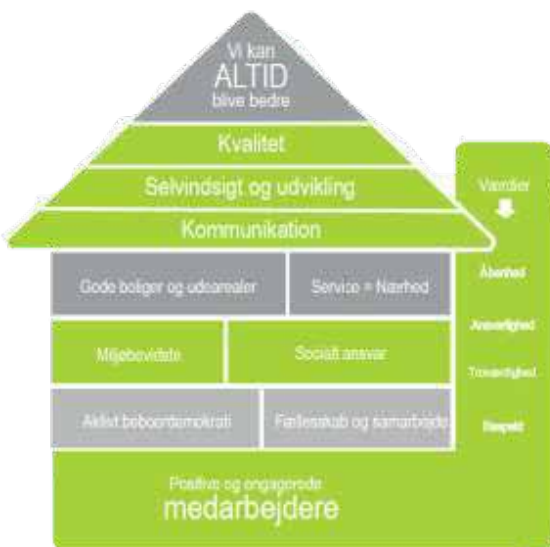 Vi kan
ALTID
blive bedre
Kvalitet
Selvindsigt og udvikling
Kommunikation
Værdier
Gode boliger og udearealer
Service = Nærhed
Åbenhed
Miljøbevidste
Socialt ansvar
Ansvarlighed
Troværdighed
Aktivt beboerdemokrati
Fællesskab og samarbejde
Respekt
Positive og engagerede
medarbejdere